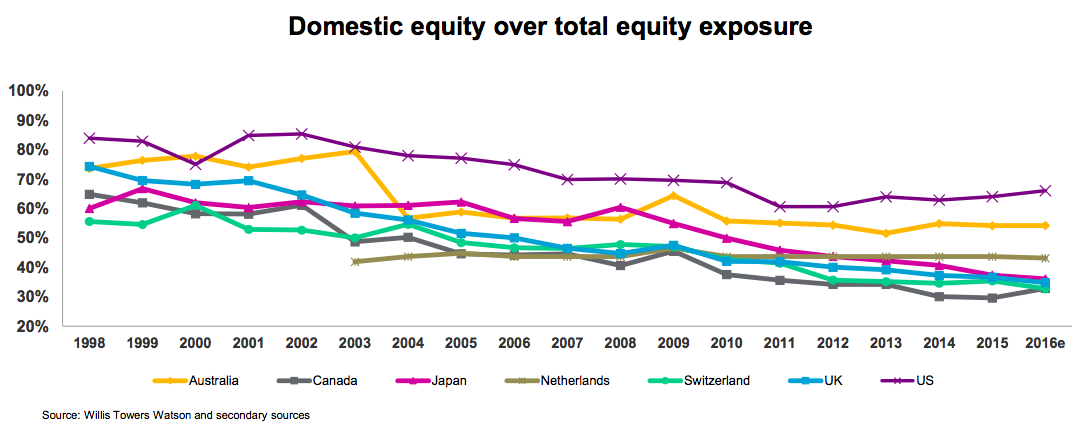 Domestic equity over total equity exposure
100%
90%
80%
70%
60%
50%
40%
30%
20%
1998 1999 2000 2001 2002 2003 2004 2005 2006 2007 2008 2009 2010 2011 2012 2013 2014 2015 2016e
Australia Canada Japan Netherlands Switzerland UK US
Source: Willis Towers Watson and secondary sources